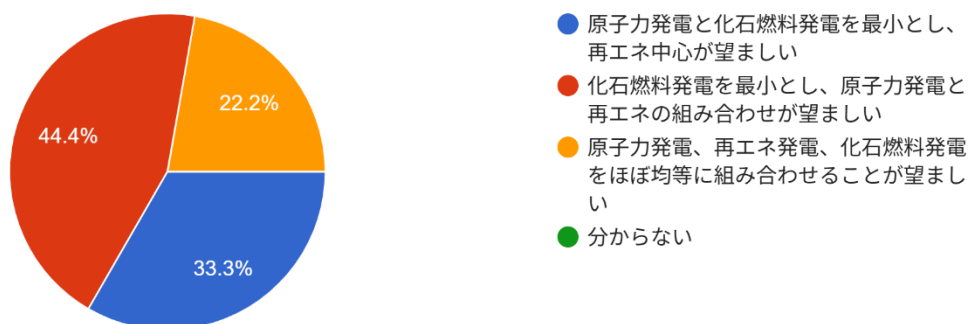 原子力発電と化石燃料発電を最小とし、
再エネ中心が望ましい
化石燃料発電を最小とし、原子力発電と
再エネの組み合わせが望ましい
原子力発電、再エネ発電、化石燃料発電
をほぼ均等に組み合わせることが望まし
い
分からない
22.2%
44.4%
33.3%